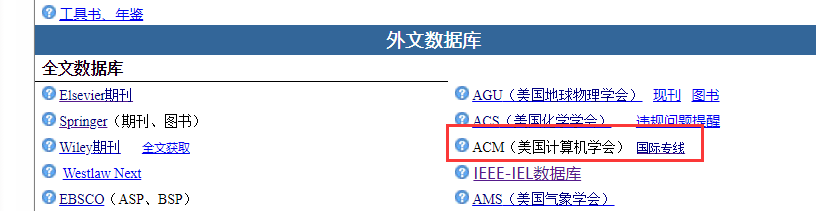 工具书、年鉴
外文数据库
全文数据库
Elsevier期刊
AGU（美国地球物理学会） 现刊 图书
Springer（期刊、图书）
ACS（美国化学学会） 违规问题提醒
Wiley期刊 全文获取
ACM（美国计算机学会） 国际专线
Westlaw Next
IEEE-IEL数据库
EBSCO（ASP、BSP）
AMS（美国气象学会）